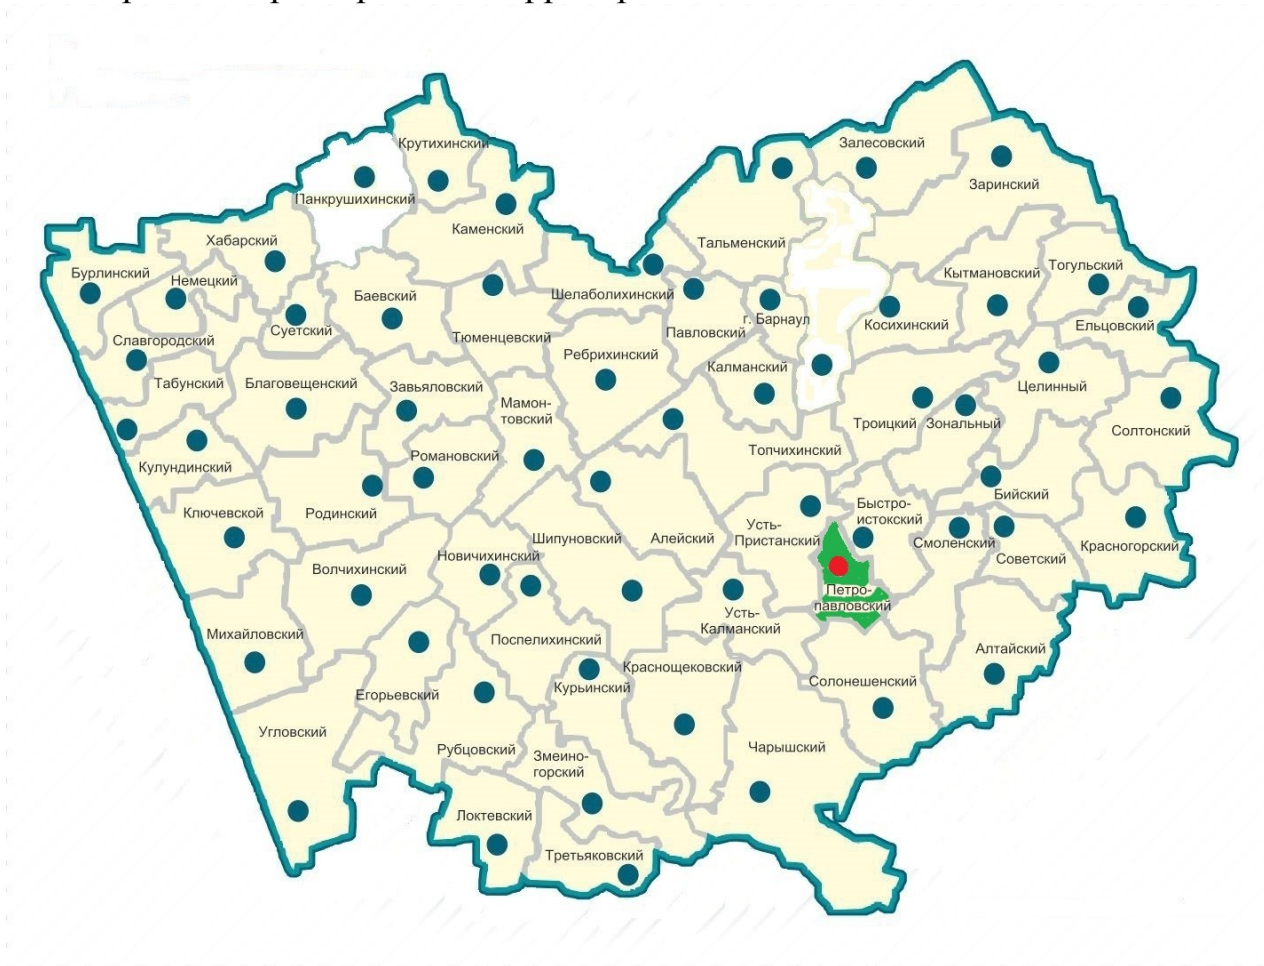 Крутихинский
Залесовский
Заринский
Панкрушихинский
Каменский
Хабарский
Тальменский
Бурлинский
Немецкий
Кытмановский
Тогульский
Баевский
Шелаболихинский
г. Барнаул
Косихинский
Ельцовский
Суетский
Павловский
Славгородский
Тюменцевский
Ребрихинский
Калманский
Табунский
Благовещенский
Завьяловский
Целинный
Мамон-
товский
Троицкий
Зональный
Солтонский
Романовский
Топчихинский
Кулундинский
Бийский
Ключевской
Родинский
Быстро-
истокский
Усть-
Пристанский
Шипуновский
Алейский
Смоленский
Советский
Красногорский
Новичихинский
Волчихинский
Петро-
павловский
Усть-
Калманский
Михайловский
Поспелихинский
Алтайский
Краснощековский
Солонешенский
Курьинский
Егорьевский
Угловский
Рубцовский
Змеино-
горский
Чарышский
Локтевский
Третьяковский